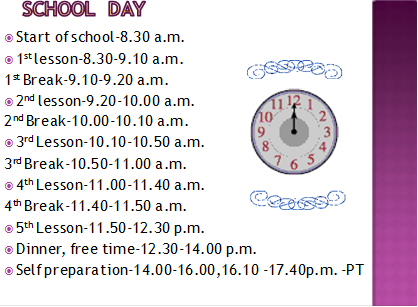 SCHOOL DAY
Start of school-8.30 a.m.
1st lesson-8.30-9.10 a.m.
1st Break-9.10-9.20 a.m.
2nd lesson-9.20-10.00 a.m.
2nd Break-10.00-10.10 a.m.
3rd Lesson-10.10-10.50 a.m.
3rd Break-10.50-11.00 a.m.
4th Lesson-11.00-11.40 a.m.
4th Break-11.40-11.50 a.m.
5th Lesson-11.50-12.30 p.m.
Dinner, free time-12.30-14.00 p.m.
Self preparation-14.00-16.00,16.10 -17.40p.m. -PT
12
1
2
3
4
5
6
7
8
9
10
11